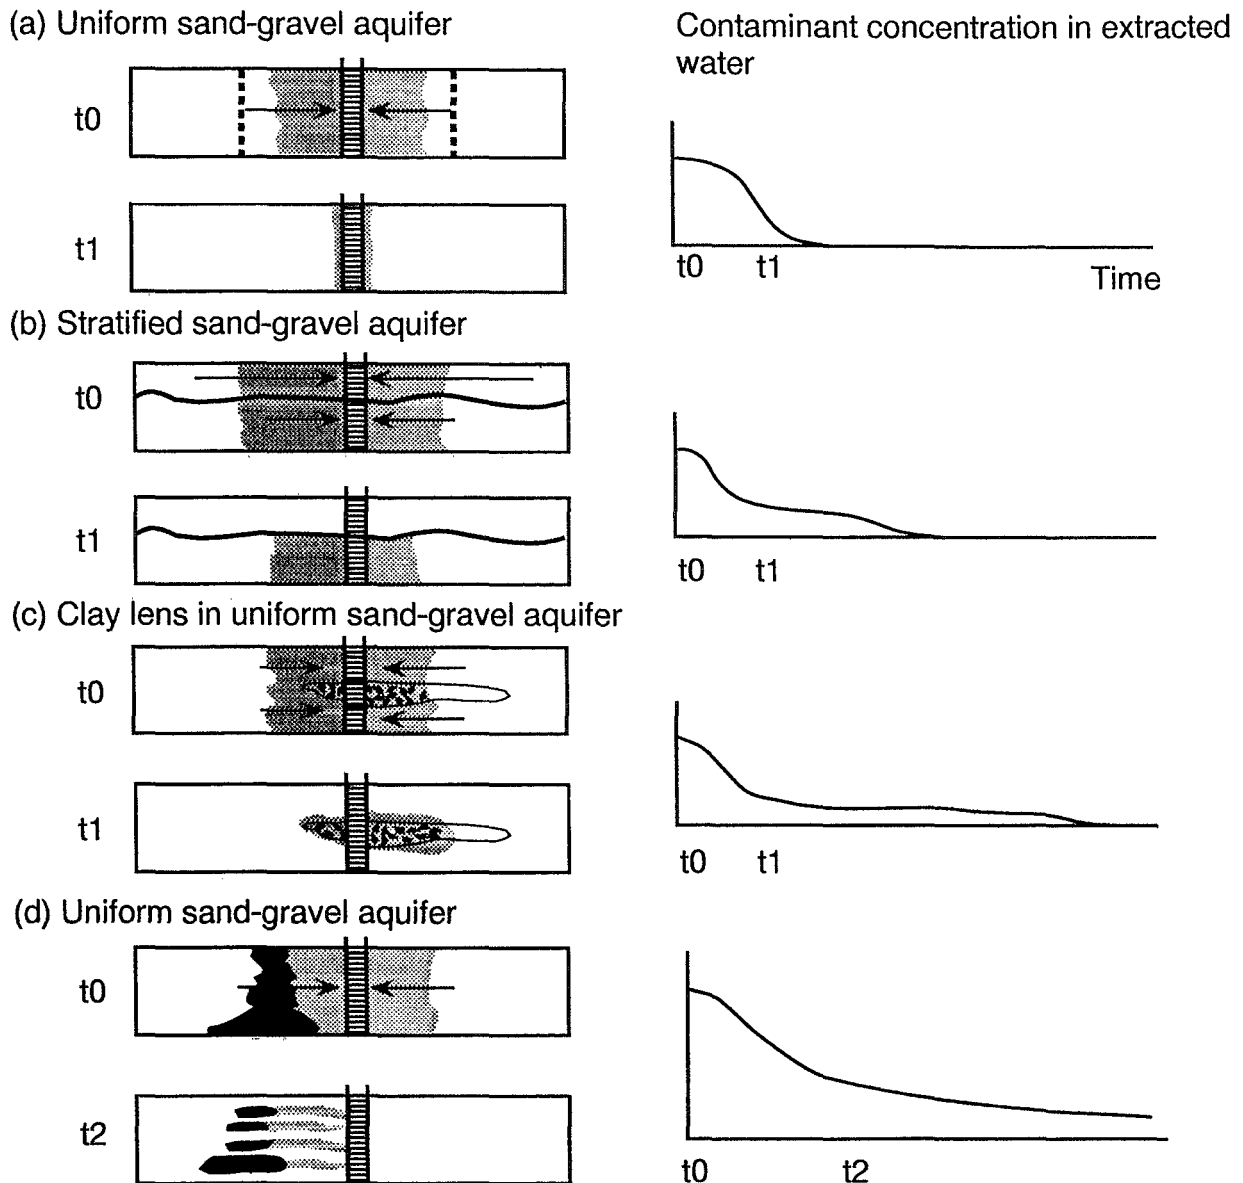 (a) Uniform sand-gravel aquifer
Contaminant concentration in extracted
water
t0
t1
t0
t1
Time
(b) Stratified sand-gravel aquifer
t0
t1
t0
t1
(c) Clay lens in uniform sand-gravel aquifer
t0
t1
t0
t1
(d) Uniform sand-gravel aquifer
t0
t2
t0
t2